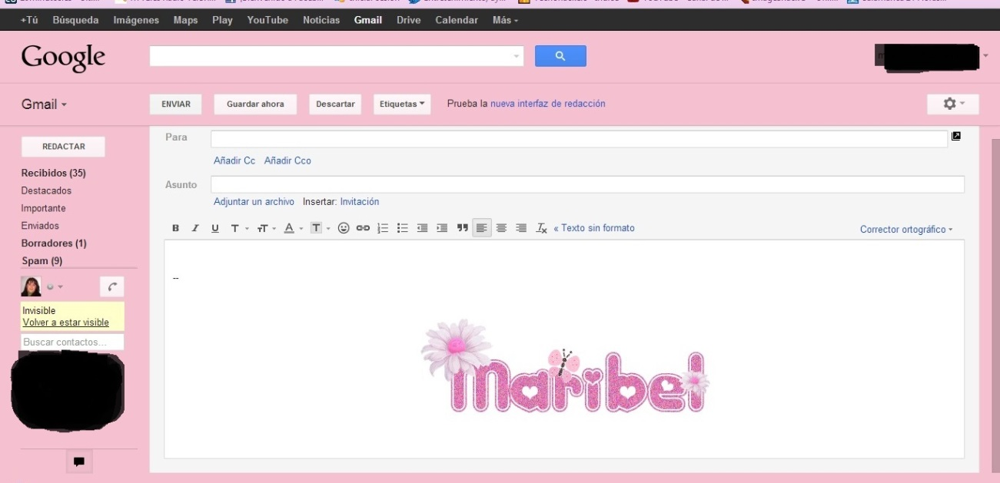 +Tú Búsqueda Imágenes Maps Play YouTube Noticias Gmail Drive Calendar Más
Google
Gmail ENVIAR Guardar ahora Descartar Etiquetas Prueba la nueva interfaz de redacción
REDACTAR
Recibidos (35)
Destacados
Importante
Enviados
Borradores (1)
Spam (9)
Invisible
Volver a estar visible
Buscar contactos...
Para
Añadir Cc Añadir Cco
Asunto
Adjuntar un archivo Insertar: Invitación
B I U T тT A T « Texto sin formato Corrector ortográfico
--
Maribel